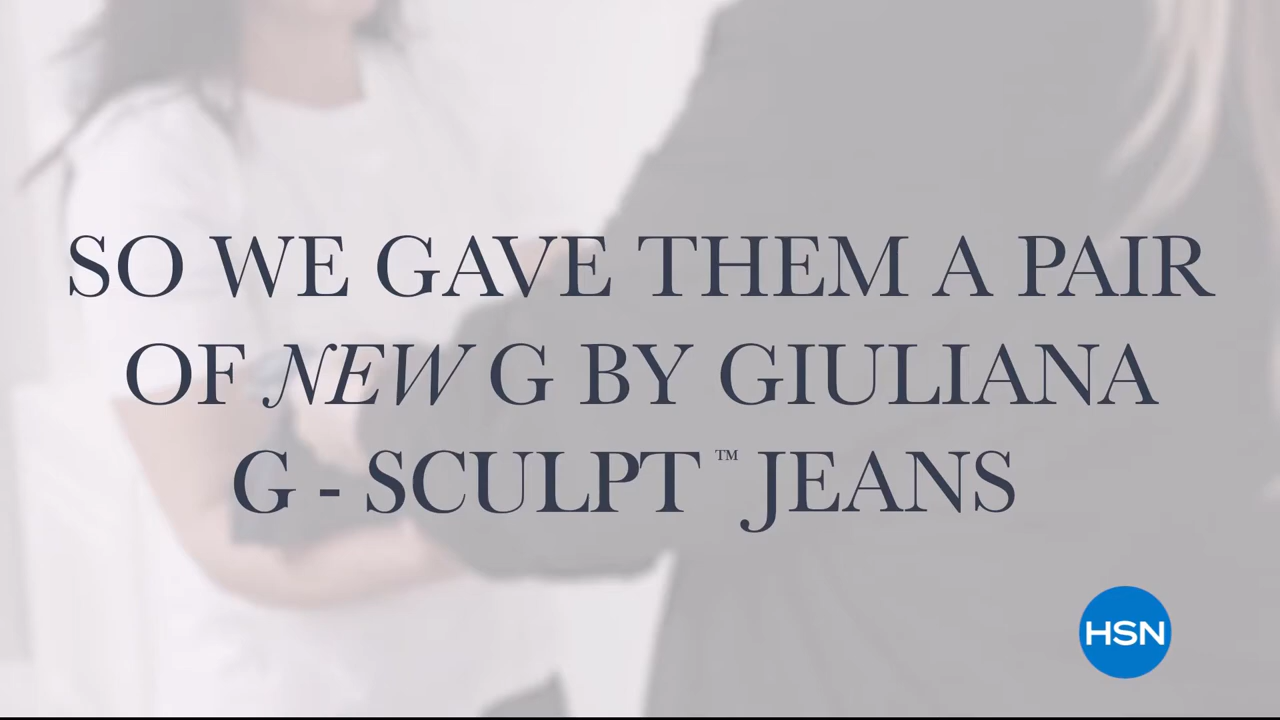 SO WE GAVE THEM A PAIR
OF NEW G BY GIULIANA
G - SCULPT™ JEANS
HSN